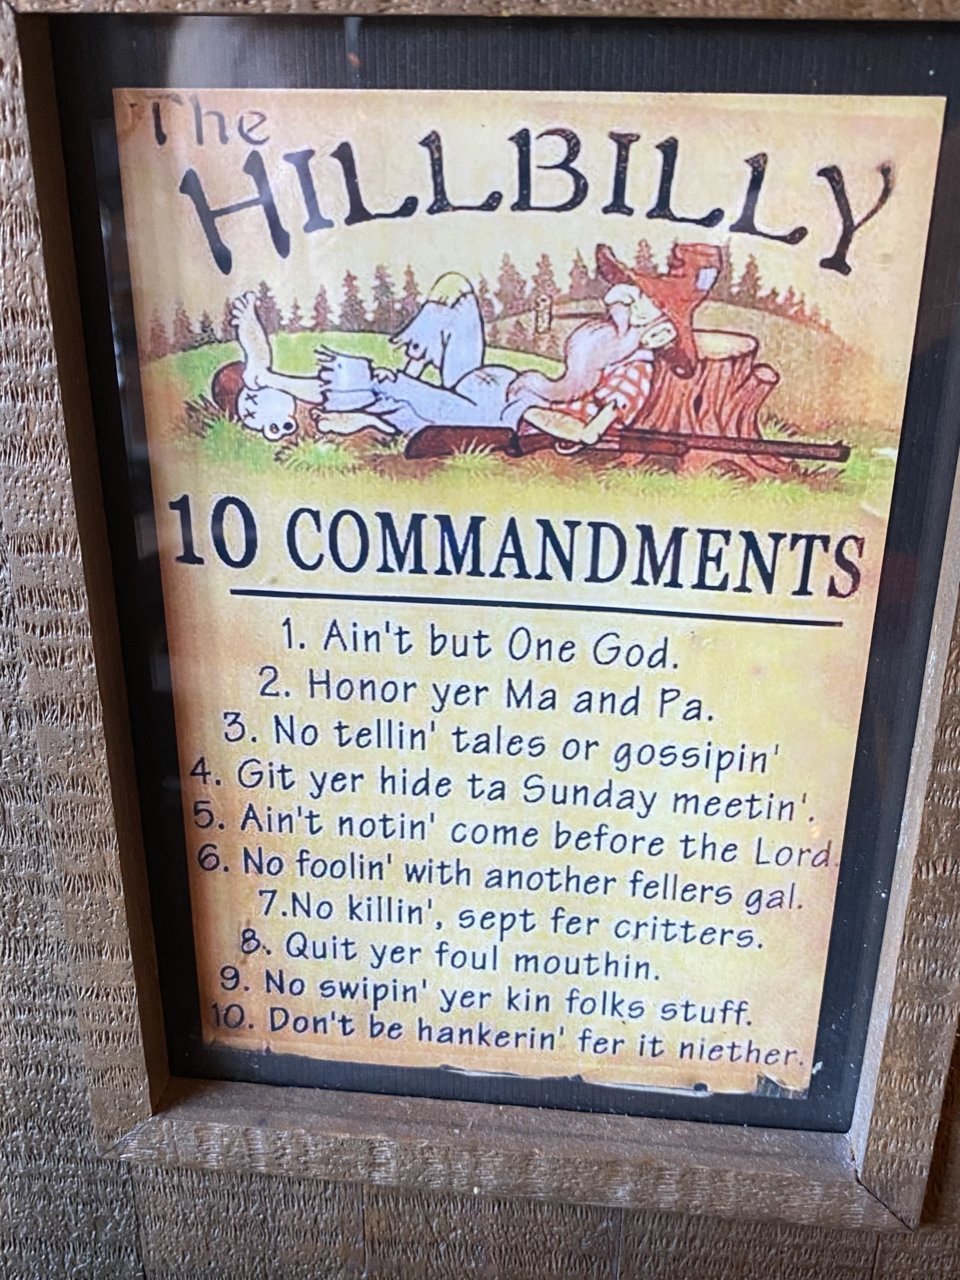 The
HILLBILLY
10 COMMANDMENTS
1. Ain't but One God.
2. Honor yer Ma and Pa.
3. No tellin' tales or gossipin'
4. Git yer hide ta Sunday meetin'.
5. Ain't notin' come before the Lord.
6. No foolin' with another fellers gal.
7.No killin', sept fer critters.
8. Quit yer foul mouthin.
9. No swipin' yer kin folks stuff.
10. Don't be hankerin' fer it niether.